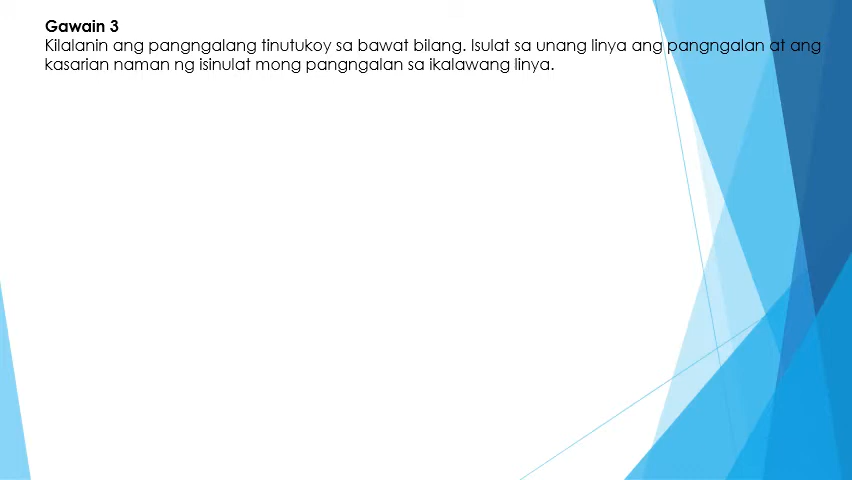 Gawain 3
Kilalanin ang pangngalang tinutukoy sa bawat bilang. Isulat sa unang linya ang pangngalan at ang
kasarian naman ng isinulat mong pangngalan sa ikalawang linya.